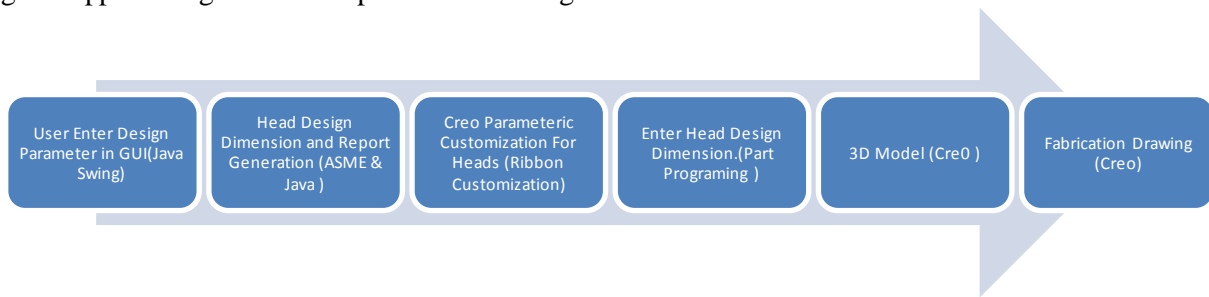 User Enter Design
Parameter in GUI(Java
Swing)
Head Design
Dimension and Report
Generation (ASME &
Java )
Creo Parameteric
Customization For
Heads (Ribbon
Customization)
Enter Head Design
Dimension.(Part
Programing )
3D Model (Cre0 )
Fabrication Drawing
(Creo)